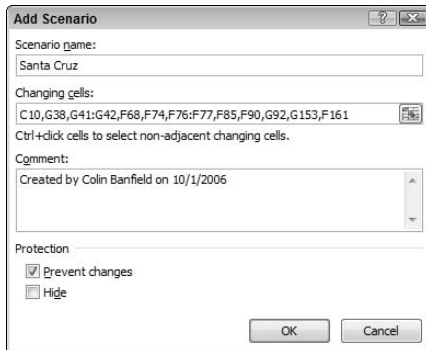 Add Scenario
Scenario name:
Santa Cruz
Changing cells:
C10,G38,G41:G42,F68,F74,F76:F77,F85,F90,G92,G153,F161
Ctrl+click cells to select non-adjacent changing cells.
Comment:
Created by Colin Banfield on 10/1/2006
Protection
Prevent changes
Hide
OK Cancel